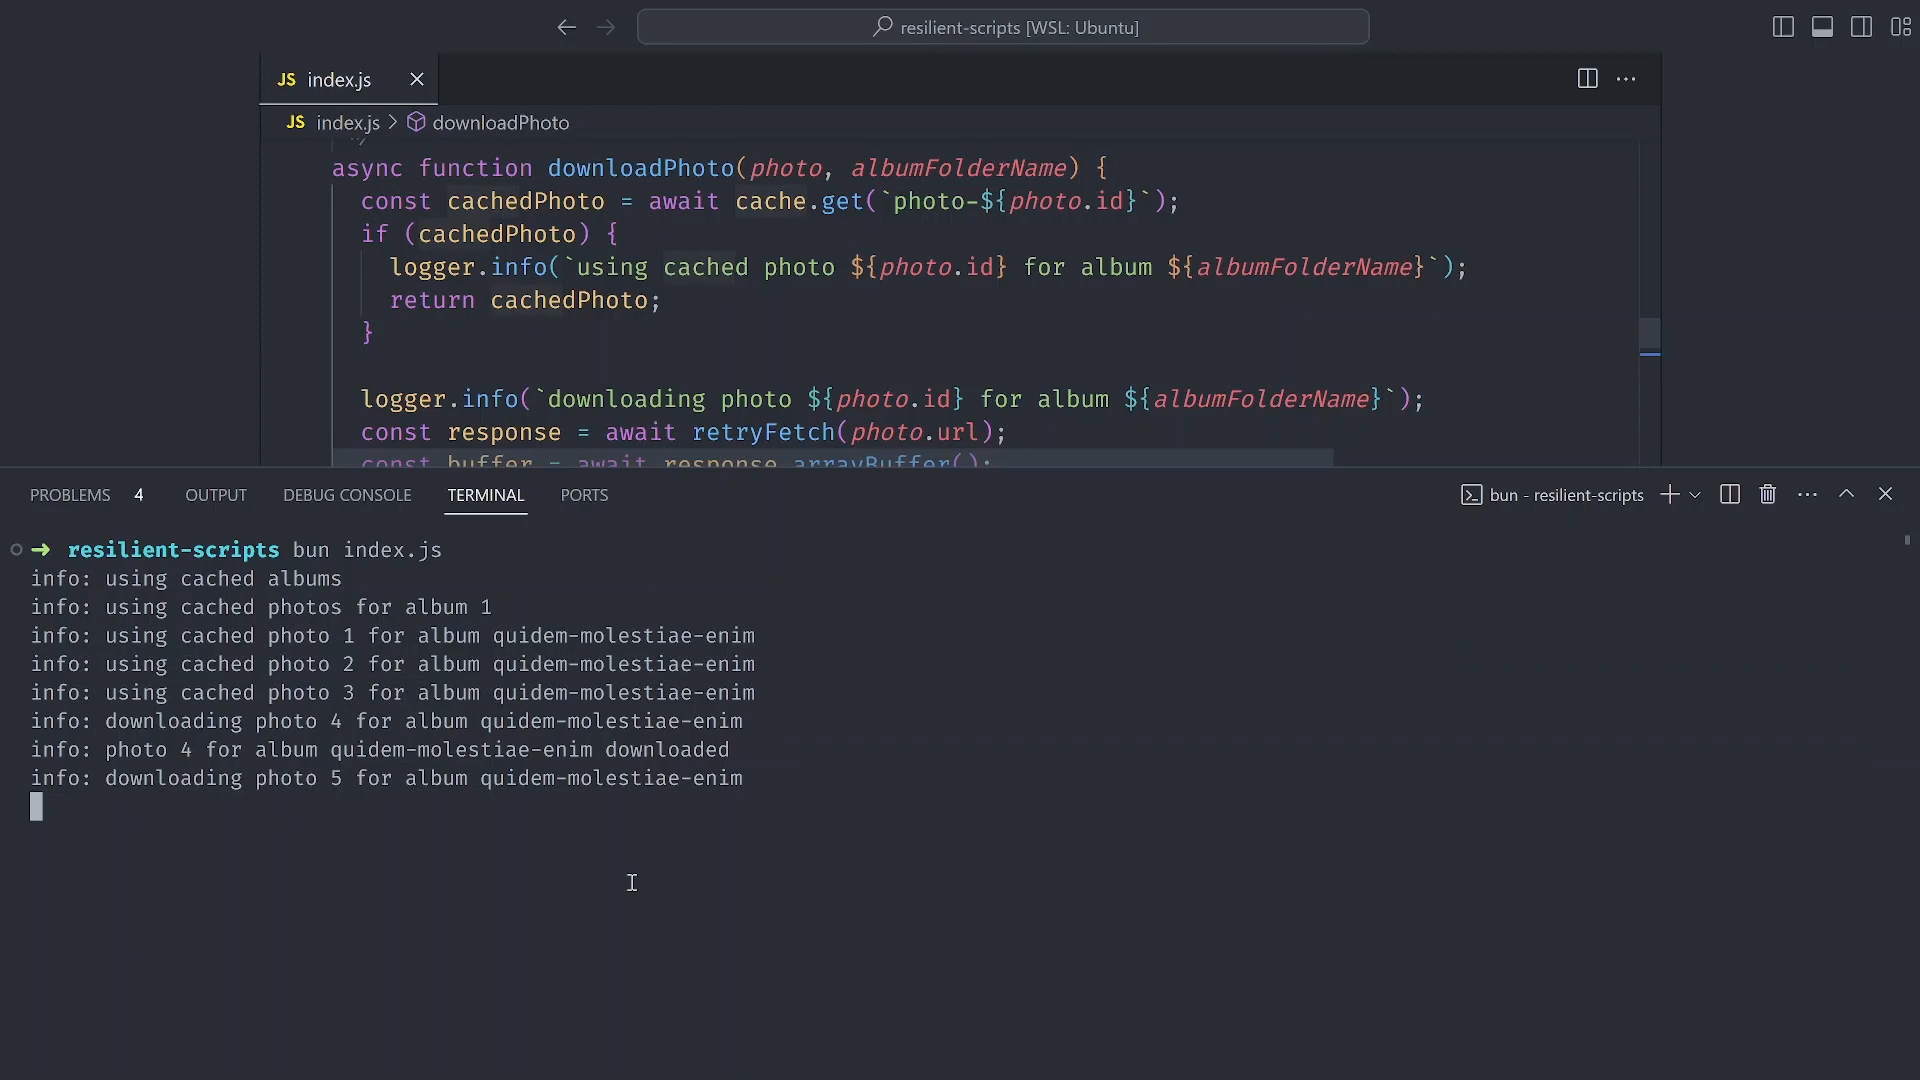 resilient-scripts [WSL: Ubuntu]
JS index.js
JS index.js > downloadPhoto
async function downloadPhoto(photo, albumFolderName) {
const cachedPhoto = await cache.get(`photo-${photo.id}`);
if (cachedPhoto) {
logger.info(`using cached photo ${photo.id} for album ${albumFolderName}`);
return cachedPhoto;
}
logger.info(`downloading photo ${photo.id} for album ${albumFolderName}`);
const response = await retryFetch(photo.url);
const buffer = await response.arrayBuffer();
PROBLEMS 4 OUTPUT DEBUG CONSOLE TERMINAL PORTS bun - resilient-scripts
➜ resilient-scripts bun index.js
info: using cached albums
info: using cached photos for album 1
info: using cached photo 1 for album quidem-molestiae-enim
info: using cached photo 2 for album quidem-molestiae-enim
info: using cached photo 3 for album quidem-molestiae-enim
info: downloading photo 4 for album quidem-molestiae-enim
info: photo 4 for album quidem-molestiae-enim downloaded
info: downloading photo 5 for album quidem-molestiae-enim